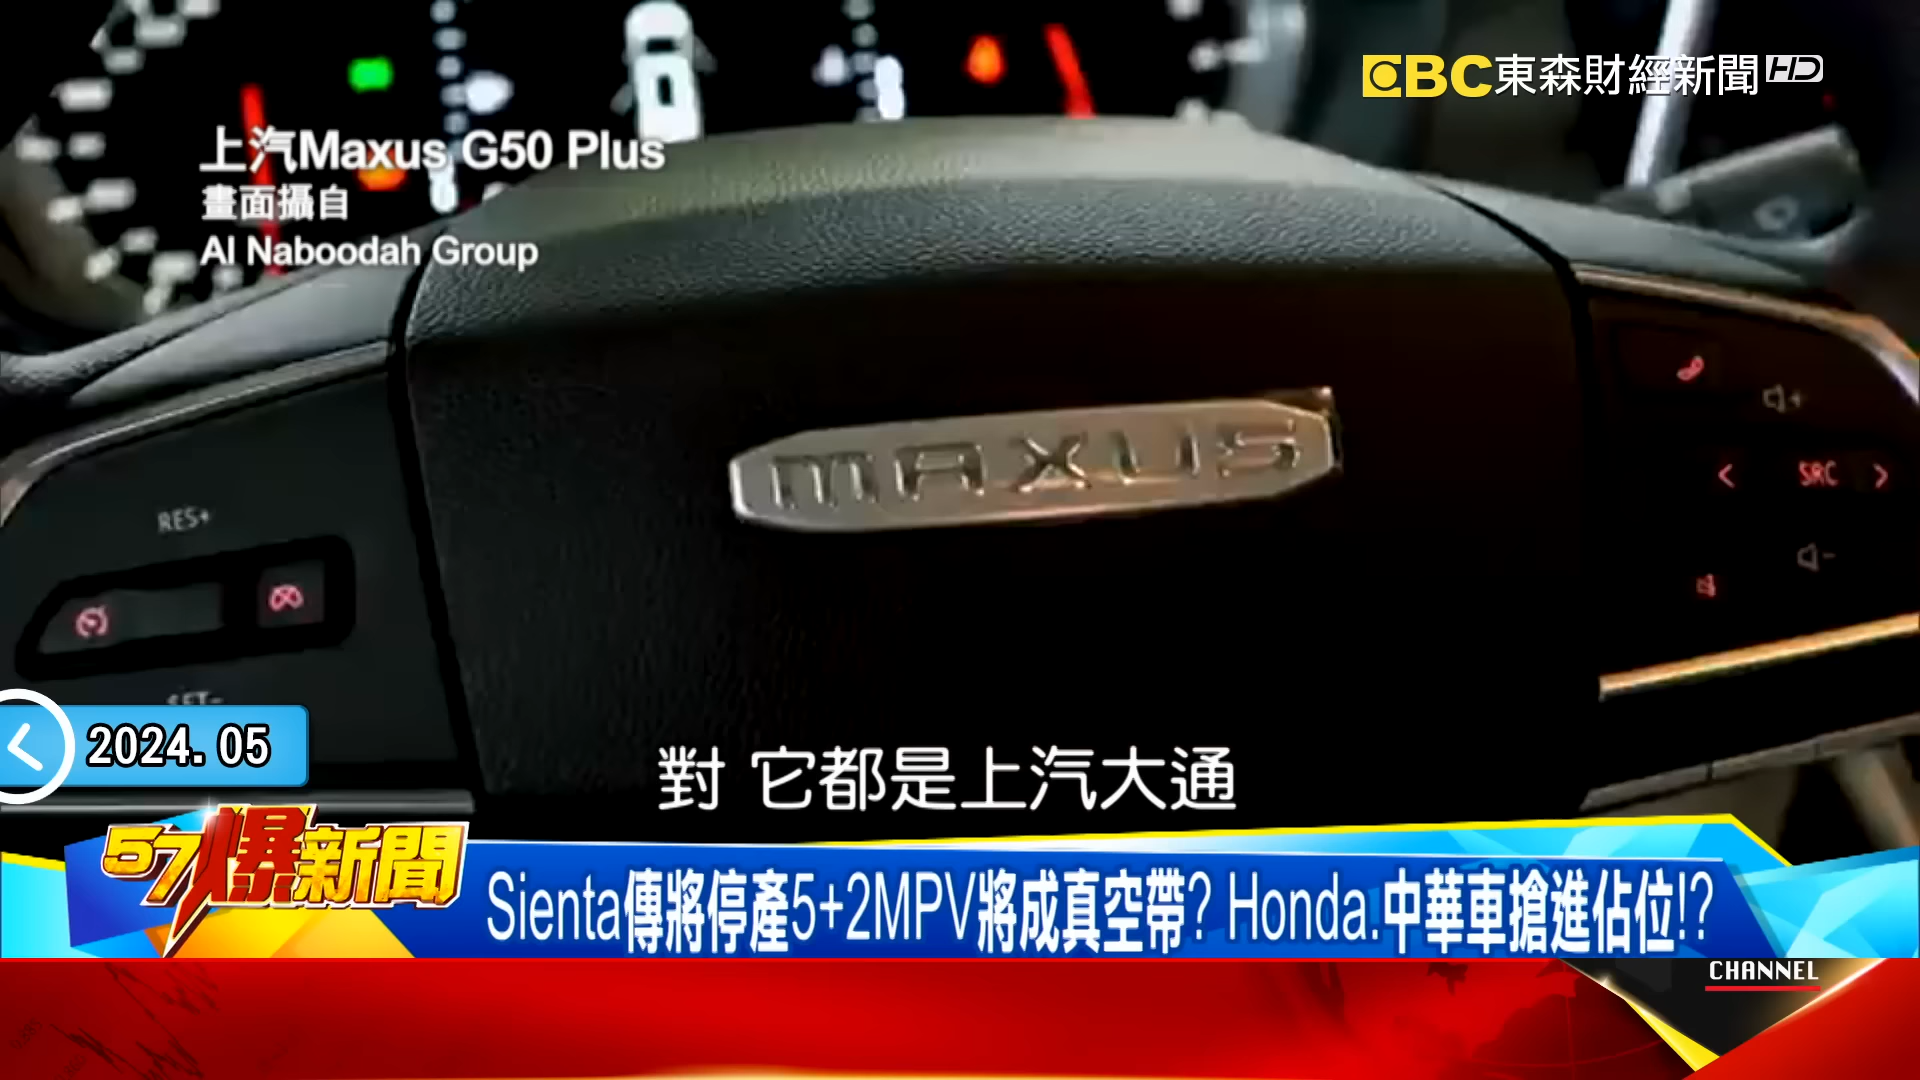 EBC東森財經新聞HD
上汽Maxus G50 Plus
畫面攝自
Al Naboodah Group
MAXUS
RES+
SRC
SET-
2024.05
對 它都是上汽大通
57爆新聞
Sienta傳將停產5+2MPV將成真空帶? Honda.中華車搶進佔位!?
CHANNEL